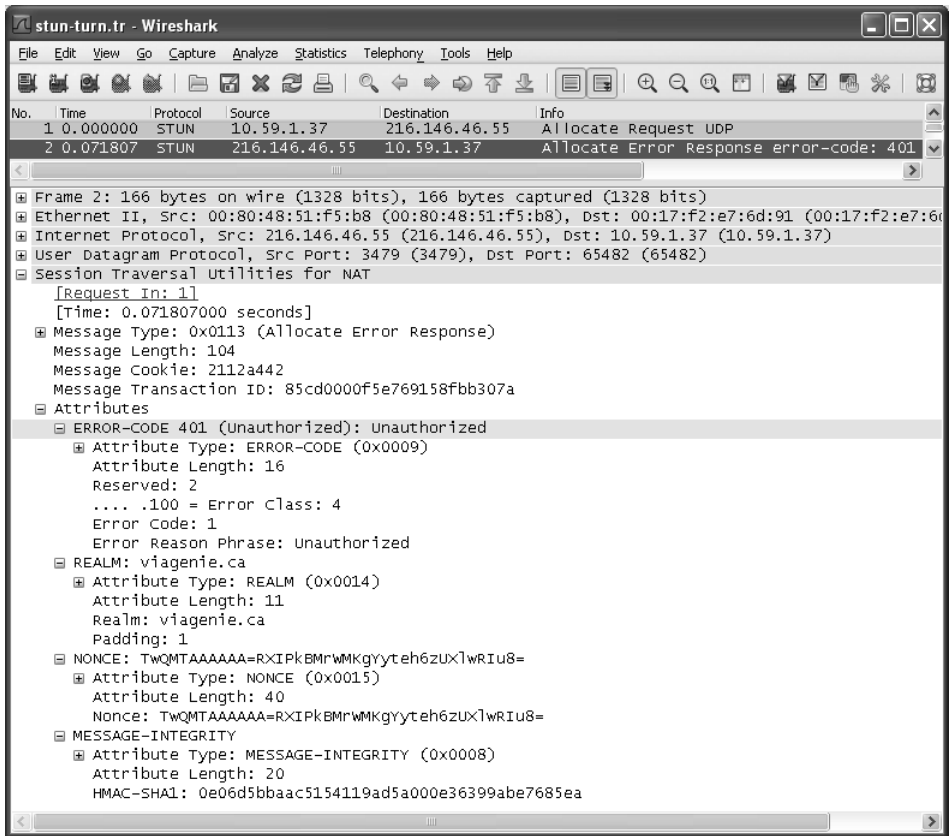 stun-turn.tr - Wireshark
File Edit View Go Capture Analyze Statistics Telephony Tools Help
No. Time Protocol Source Destination Info
1 0.000000 STUN 10.59.1.37 216.146.46.55 Allocate Request UDP
2 0.071807 STUN 216.146.46.55 10.59.1.37 Allocate Error Response error-code: 401
Frame 2: 166 bytes on wire (1328 bits), 166 bytes captured (1328 bits)
Ethernet II, Src: 00:80:48:51:f5:b8 (00:80:48:51:f5:b8), Dst: 00:17:f2:e7:6d:91 (00:17:f2:e7:6d
Internet Protocol, Src: 216.146.46.55 (216.146.46.55), Dst: 10.59.1.37 (10.59.1.37)
User Datagram Protocol, Src Port: 3479 (3479), Dst Port: 65482 (65482)
Session Traversal Utilities for NAT
[Request In: 1]
[Time: 0.071807000 seconds]
Message Type: 0x0113 (Allocate Error Response)
Message Length: 104
Message Cookie: 2112a442
Message Transaction ID: 85cd0000f5e769158fbb307a
Attributes
ERROR-CODE 401 (Unauthorized): Unauthorized
Attribute Type: ERROR-CODE (0x0009)
Attribute Length: 16
Reserved: 2
.... .100 = Error Class: 4
Error Code: 1
Error Reason Phrase: Unauthorized
REALM: viagenie.ca
Attribute Type: REALM (0x0014)
Attribute Length: 11
Realm: viagenie.ca
Padding: 1
NONCE: TwQMTAAAAAA=RXIPkBMrWMKgYyteh6zUXlwRIu8=
Attribute Type: NONCE (0x0015)
Attribute Length: 40
Nonce: TwQMTAAAAAA=RXIPkBMrWMKgYyteh6zUXlwRIu8=
MESSAGE-INTEGRITY
Attribute Type: MESSAGE-INTEGRITY (0x0008)
Attribute Length: 20
HMAC-SHA1: 0e06d5bbaac5154119ad5a000e36399abe7685ea